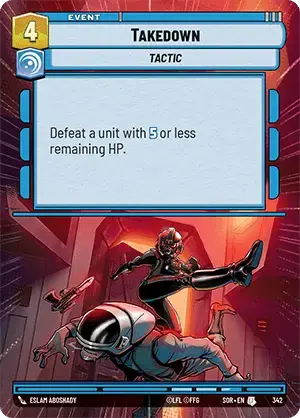 EVENT
4
TAKEDOWN
TACTIC
Defeat a unit with 5 or less
remaining HP.
ESLAM ABOSHADY
©LFL ©FFG
SOR • EN
342